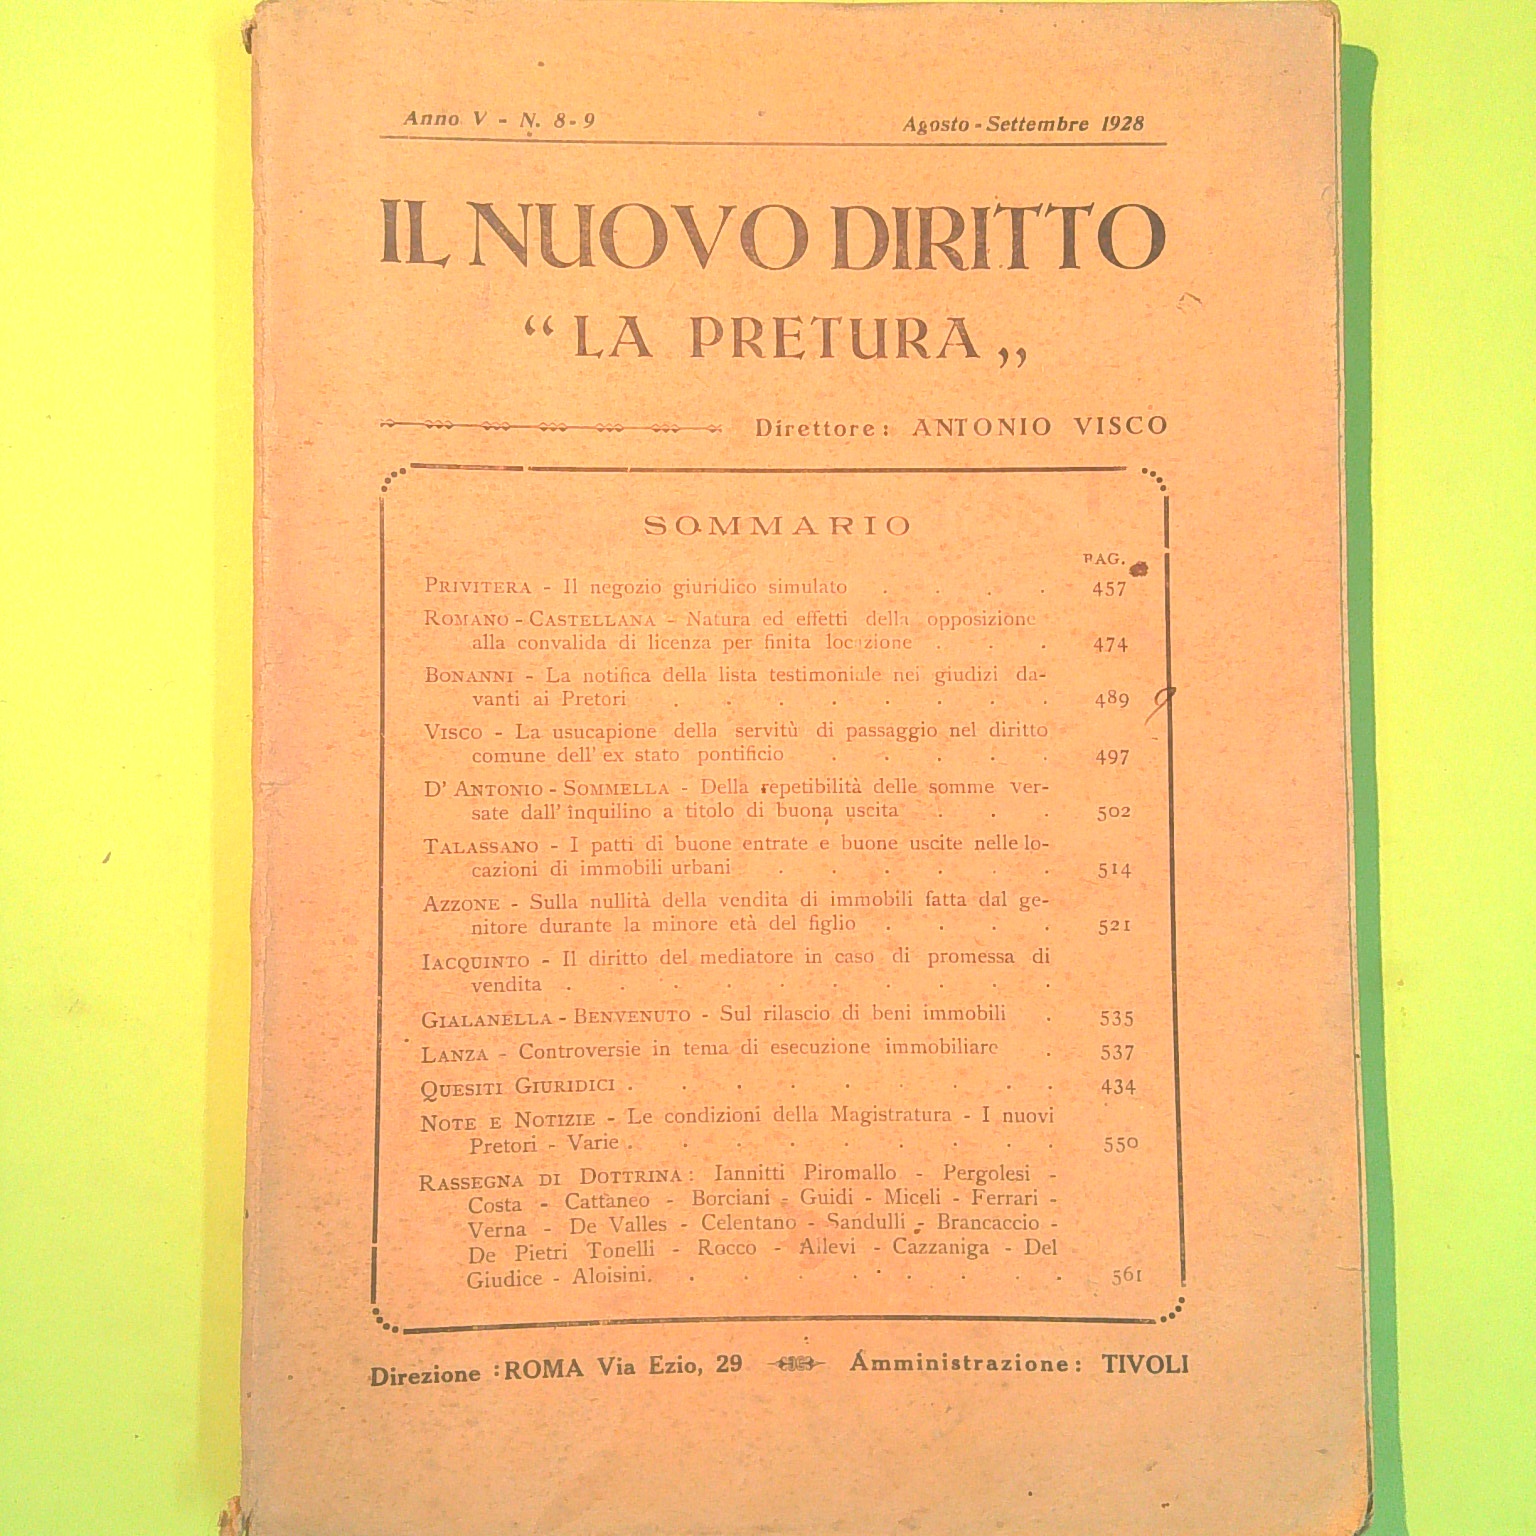 Anno V - N. 8-9 Agosto - Settembre 1928
IL NUOVO DIRITTO
“ LA PRETURA „
Direttore: ANTONIO VISCO
SOMMARIO
PAG.
PRIVITERA - Il negozio giuridico simulato . . . . 457
ROMANO - CASTELLANA - Natura ed effetti della opposizione
alla convalida di licenza per finita locazione . . . 474
BONANNI - La notifica della lista testimoniale nei giudizi da-
vanti ai Pretori . . . . . . . . 489
VISCO - La usucapione della servitù di passaggio nel diritto
comune dell' ex stato pontificio . . . . . 497
D' ANTONIO - SOMMELLA - Della repetibilità delle somme ver-
sate dall' inquilino a titolo di buona uscita . . . 502
TALASSANO - I patti di buone entrate e buone uscite nelle lo-
cazioni di immobili urbani . . . . . . 514
AZZONE - Sulla nullità della vendita di immobili fatta dal ge-
nitore durante la minore età del figlio . . . . 521
IACQUINTO - Il diritto del mediatore in caso di promessa di
vendita . . . . . . . . . .
GIALANELLA - BENVENUTO - Sul rilascio di beni immobili . 535
LANZA - Controversie in tema di esecuzione immobiliare . 537
QUESITI GIURIDICI . . . . . . . . . 434
NOTE E NOTIZIE - Le condizioni della Magistratura - I nuovi
Pretori - Varie . . . . . . . . . 550
RASSEGNA DI DOTTRINA: Iannitti Piromallo - Pergolesi -
Costa - Cattaneo - Borciani - Guidi - Miceli - Ferrari -
Verna - De Valles - Celentano - Sandulli - Brancaccio -
De Pietri Tonelli - Rocco - Allevi - Cazzaniga - Del
Giudice - Aloisini. . . . . . . . . 561
Direzione : ROMA Via Ezio, 29 Amministrazione: TIVOLI